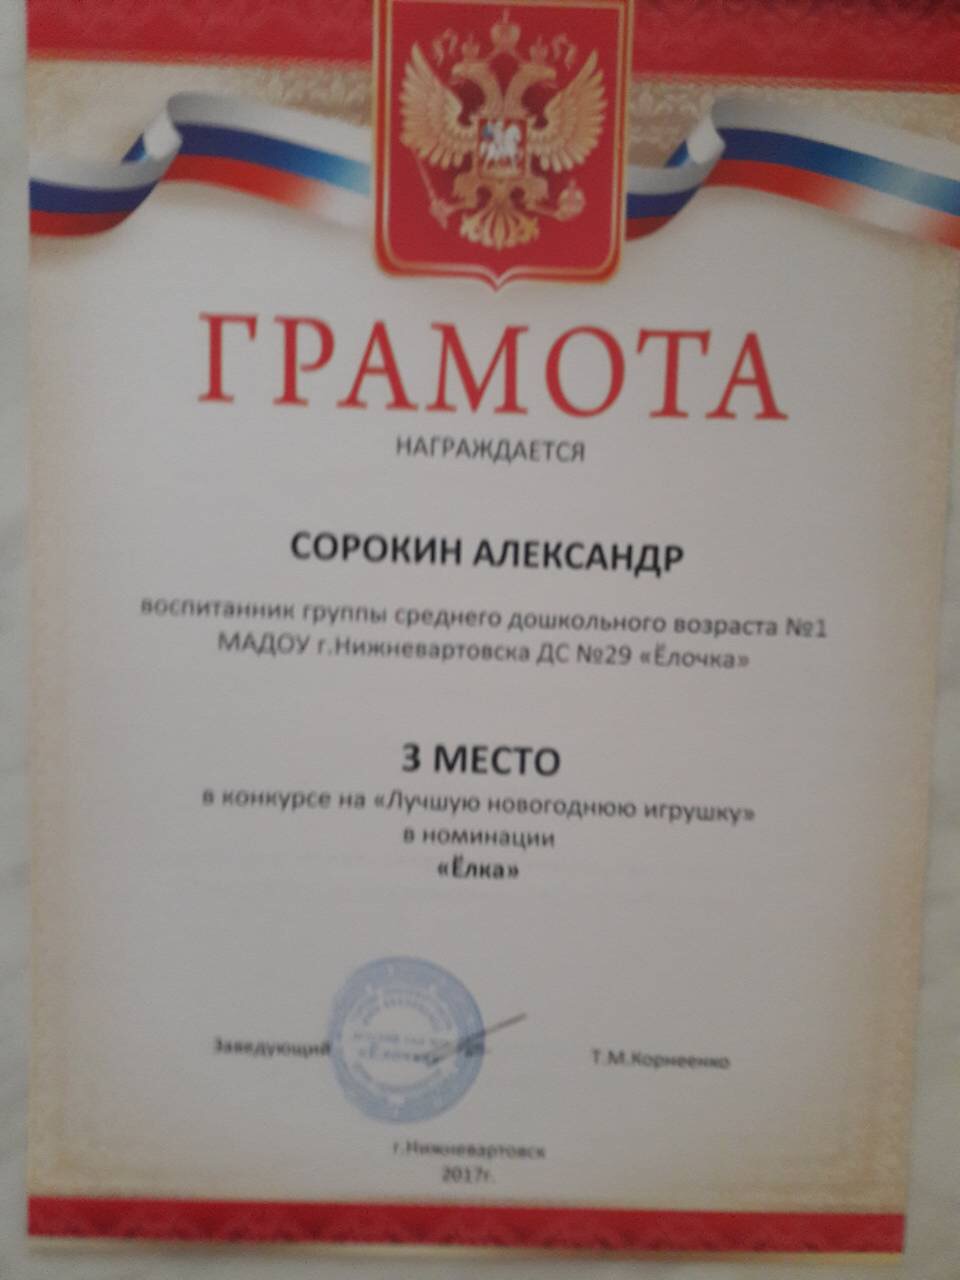 ГРАМОТА
НАГРАЖДАЕТСЯ
СОРОКИН АЛЕКСАНДР
воспитанник группы среднего дошкольного возраста №1
МАДОУ г.Нижневартовска ДС №29 «Ёлочка»
3 МЕСТО
в конкурсе на «Лучшую новогоднюю игрушку»
в номинации
«Ёлка»
Заведующий
Т.М.Корнеенко
г.Нижневартовск
2017г.